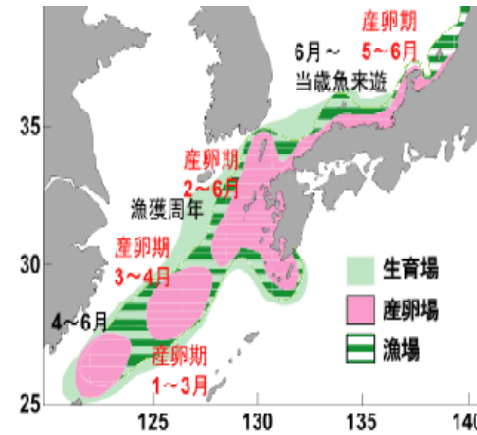 産卵期
5~6月
6月~
当歳魚来遊
35
産卵期
2~6月
漁獲周年
産卵期
3~4月
30
生育場
産卵場
漁場
4~6月
産卵期
1~3月
25
125
130
135
140